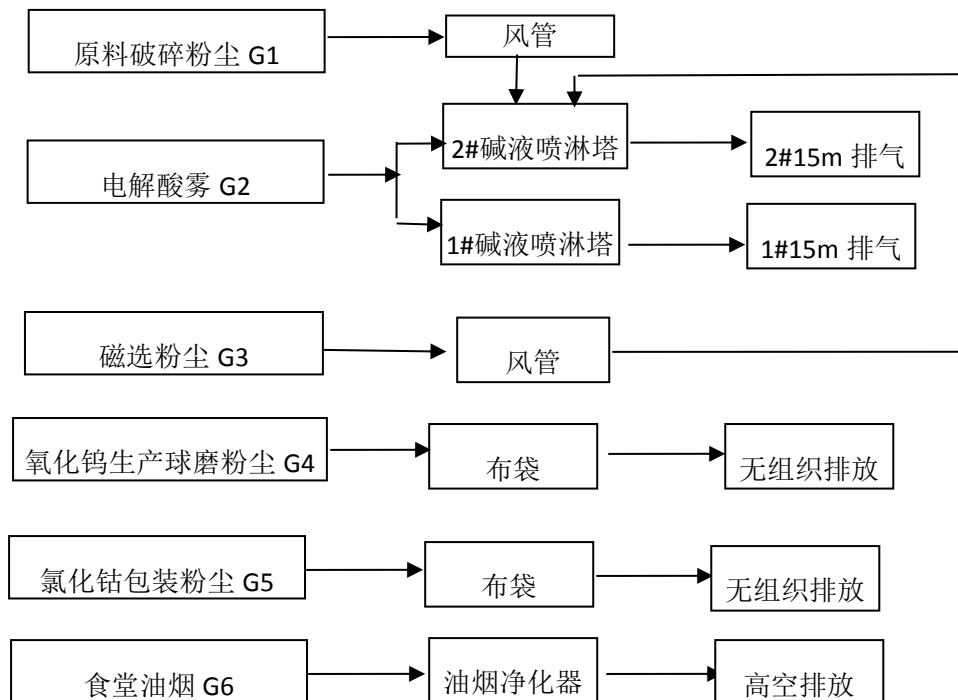 原料破碎粉尘 G1
风管
电解酸雾 G2
2#碱液喷淋塔
2#15m 排气
1#碱液喷淋塔
1#15m 排气
磁选粉尘 G3
风管
氧化钨生产球磨粉尘 G4
布袋
无组织排放
氯化钴包装粉尘 G5
布袋
无组织排放
食堂油烟 G6
油烟净化器
高空排放